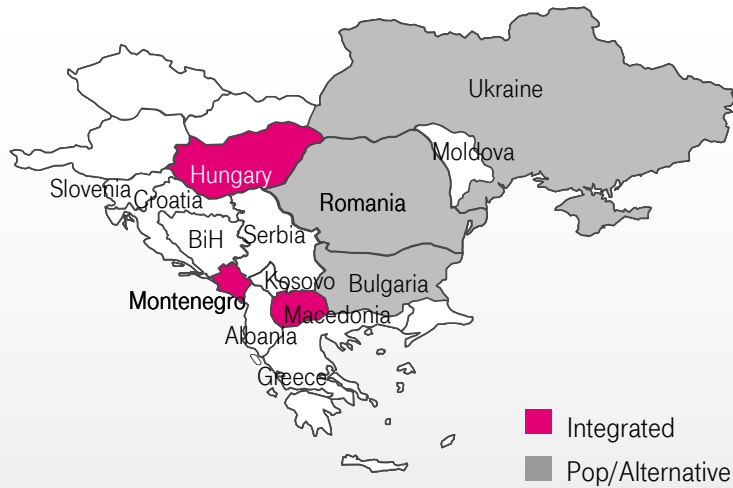 Ukraine
Moldova
Hungary
Slovenia
Croatia
Romania
BiH
Serbia
Kosovo
Bulgaria
Montenegro
Macedonia
Albania
Greece
Integrated
Pop/Alternative